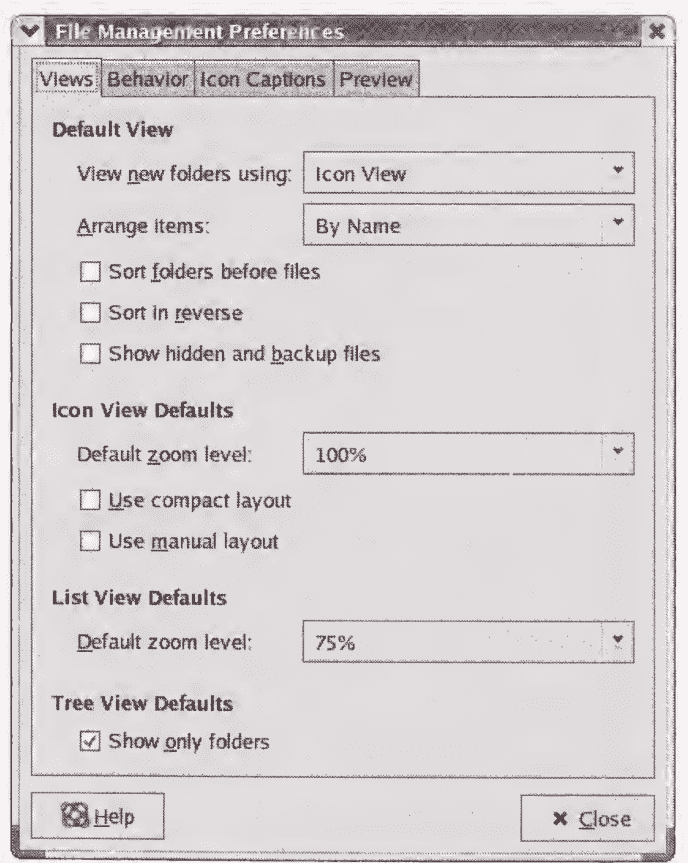 File Management Preferences
Views Behavior Icon Captions Preview
Default View
View new folders using: Icon View
Arrange items: By Name
Sort folders before files
Sort in reverse
Show hidden and backup files
Icon View Defaults
Default zoom level: 100%
Use compact layout
Use manual layout
List View Defaults
Default zoom level: 75%
Tree View Defaults
Show only folders
Help Close